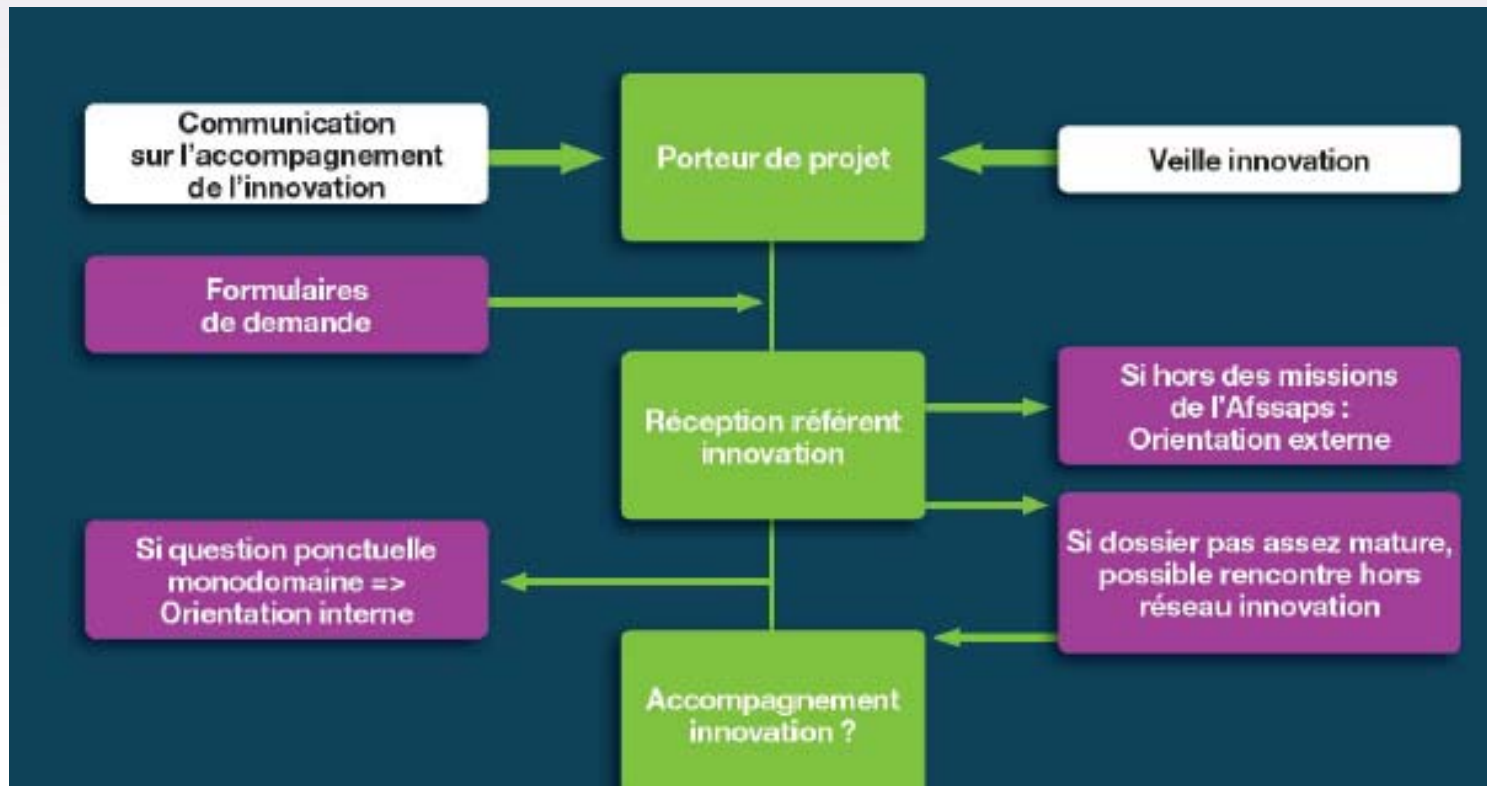 Communication
sur l'accompagnement
de l'innovation
Porteur de projet
Veille innovation
Formulaires
de demande
Réception référent
innovation
Si hors des missions
de l'Afssaps :
Orientation externe
Si question ponctuelle
monodomaine =>
Orientation interne
Si dossier pas assez mature,
possible rencontre hors
réseau innovation
Accompagnement
innovation ?